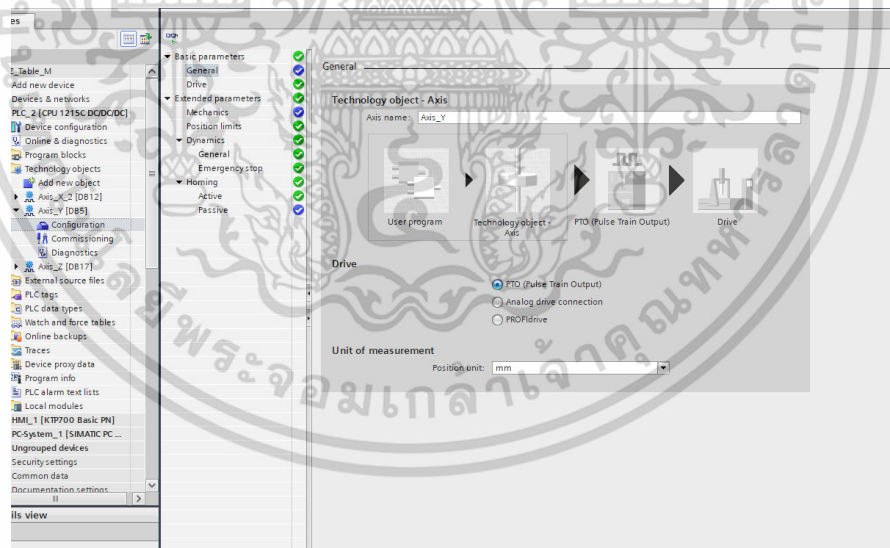 es
E_Table_M
Add new device
Devices & networks
PLC_2 [CPU 1215C DC/DC/DC]
Device configuration
Online & diagnostics
Program blocks
Technology objects
Add new object
Axis_X_2 [DB12]
Axis_Y [DB5]
Configuration
Commissioning
Diagnostics
Axis_Z [DB17]
External source files
PLC tags
PLC data types
Watch and force tables
Online backups
Traces
Device proxy data
Program info
PLC alarm text lists
Local modules
HMI_1 [KTP700 Basic PN]
PC-System_1 [SIMATIC PC ...
Ungrouped devices
Security settings
Common data
Documentation settings
ils view
Basic parameters
General
Drive
Extended parameters
Mechanics
Position limits
Dynamics
General
Emergency stop
Homing
Active
Passive
General
Technology object - Axis
Axis name: Axis_Y
User program
Technology object - Axis
PTO (Pulse Train Output)
Drive
Drive
PTO (Pulse Train Output)
Analog drive connection
PROFIdrive
Unit of measurement
Position unit: mm